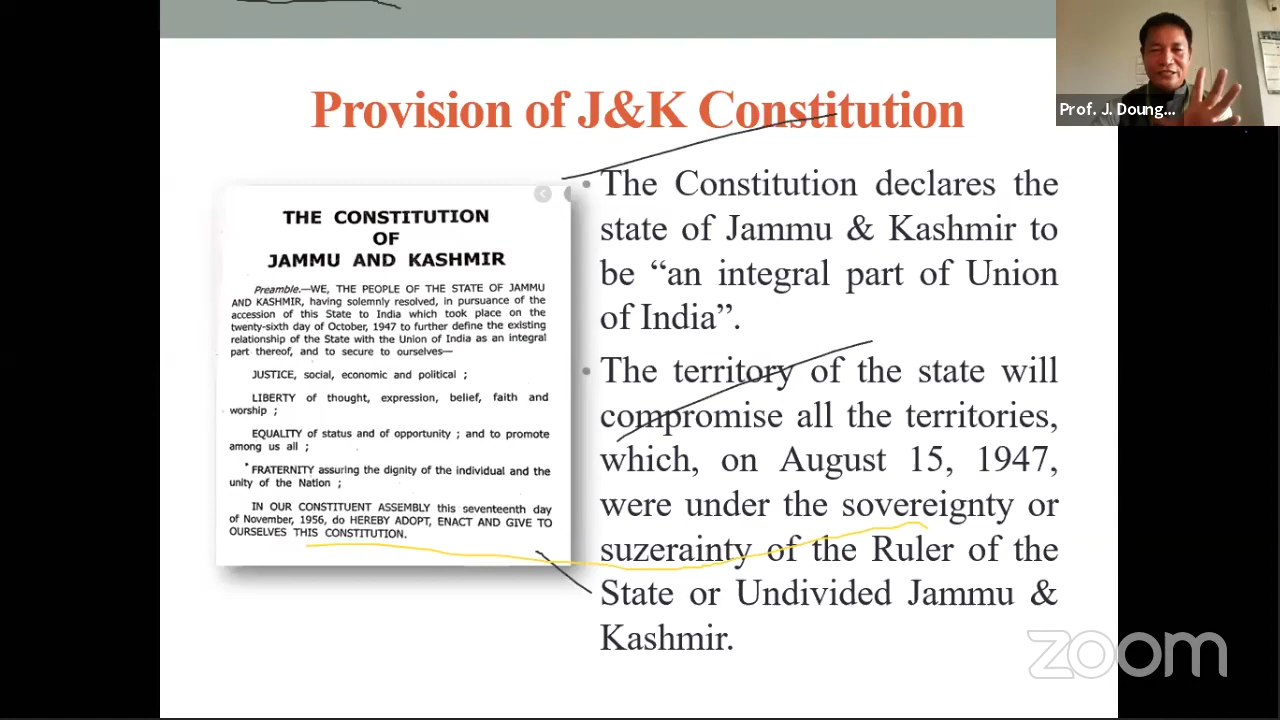 Prof. J. Doung...
Provision of J&K Constitution
THE CONSTITUTION
OF
JAMMU AND KASHMIR
Preamble.—WE, THE PEOPLE OF THE STATE OF JAMMU
AND KASHMIR, having solemnly resolved, in pursuance of the
accession of this State to India which took place on the
twenty-sixth day of October, 1947 to further define the existing
relationship of the State with the Union of India as an integral
part thereof, and to secure to ourselves—
JUSTICE, social, economic and political ;
LIBERTY of thought, expression, belief, faith and
worship ;
EQUALITY of status and of opportunity ; and to promote
among us all ;
FRATERNITY assuring the dignity of the individual and the
unity of the Nation ;
IN OUR CONSTITUENT ASSEMBLY this seventeenth day
of November, 1956, do HEREBY ADOPT, ENACT AND GIVE TO
OURSELVES THIS CONSTITUTION.
• The Constitution declares the
state of Jammu & Kashmir to
be “an integral part of Union
of India”.
• The territory of the state will
compromise all the territories,
which, on August 15, 1947,
were under the sovereignty or
suzerainty of the Ruler of the
State or Undivided Jammu &
Kashmir.
zoom